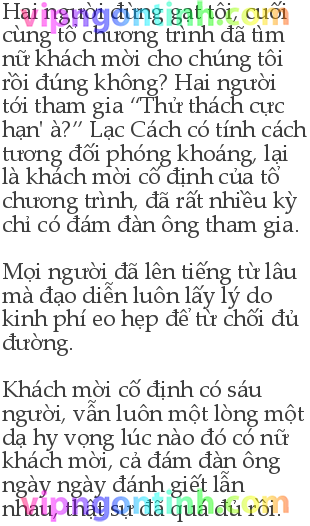 Hai người đừng gạt tôi, cuối
cùng tổ chương trình đã tìm
nữ khách mời cho chúng tôi
rồi đúng không? Hai người
tới tham gia “Thử thách cực
hạn' à?” Lạc Cách có tính cách
tương đối phóng khoáng, lại
là khách mời cố định của tổ
chương trình, đã rất nhiều kỳ
chỉ có đám đàn ông tham gia.
Mọi người đã lên tiếng từ lâu
mà đạo diễn luôn lấy lý do
kinh phí eo hẹp để từ chối đủ
đường.
Khách mời cố định có sáu
người, vẫn luôn một lòng một
dạ hy vọng lúc nào đó có nữ
khách mời, cả đám đàn ông
ngày ngày đánh giết lẫn
nhau, thật sự đã quá đủ rồi.
vipngontinh.com
vipngontinh.com